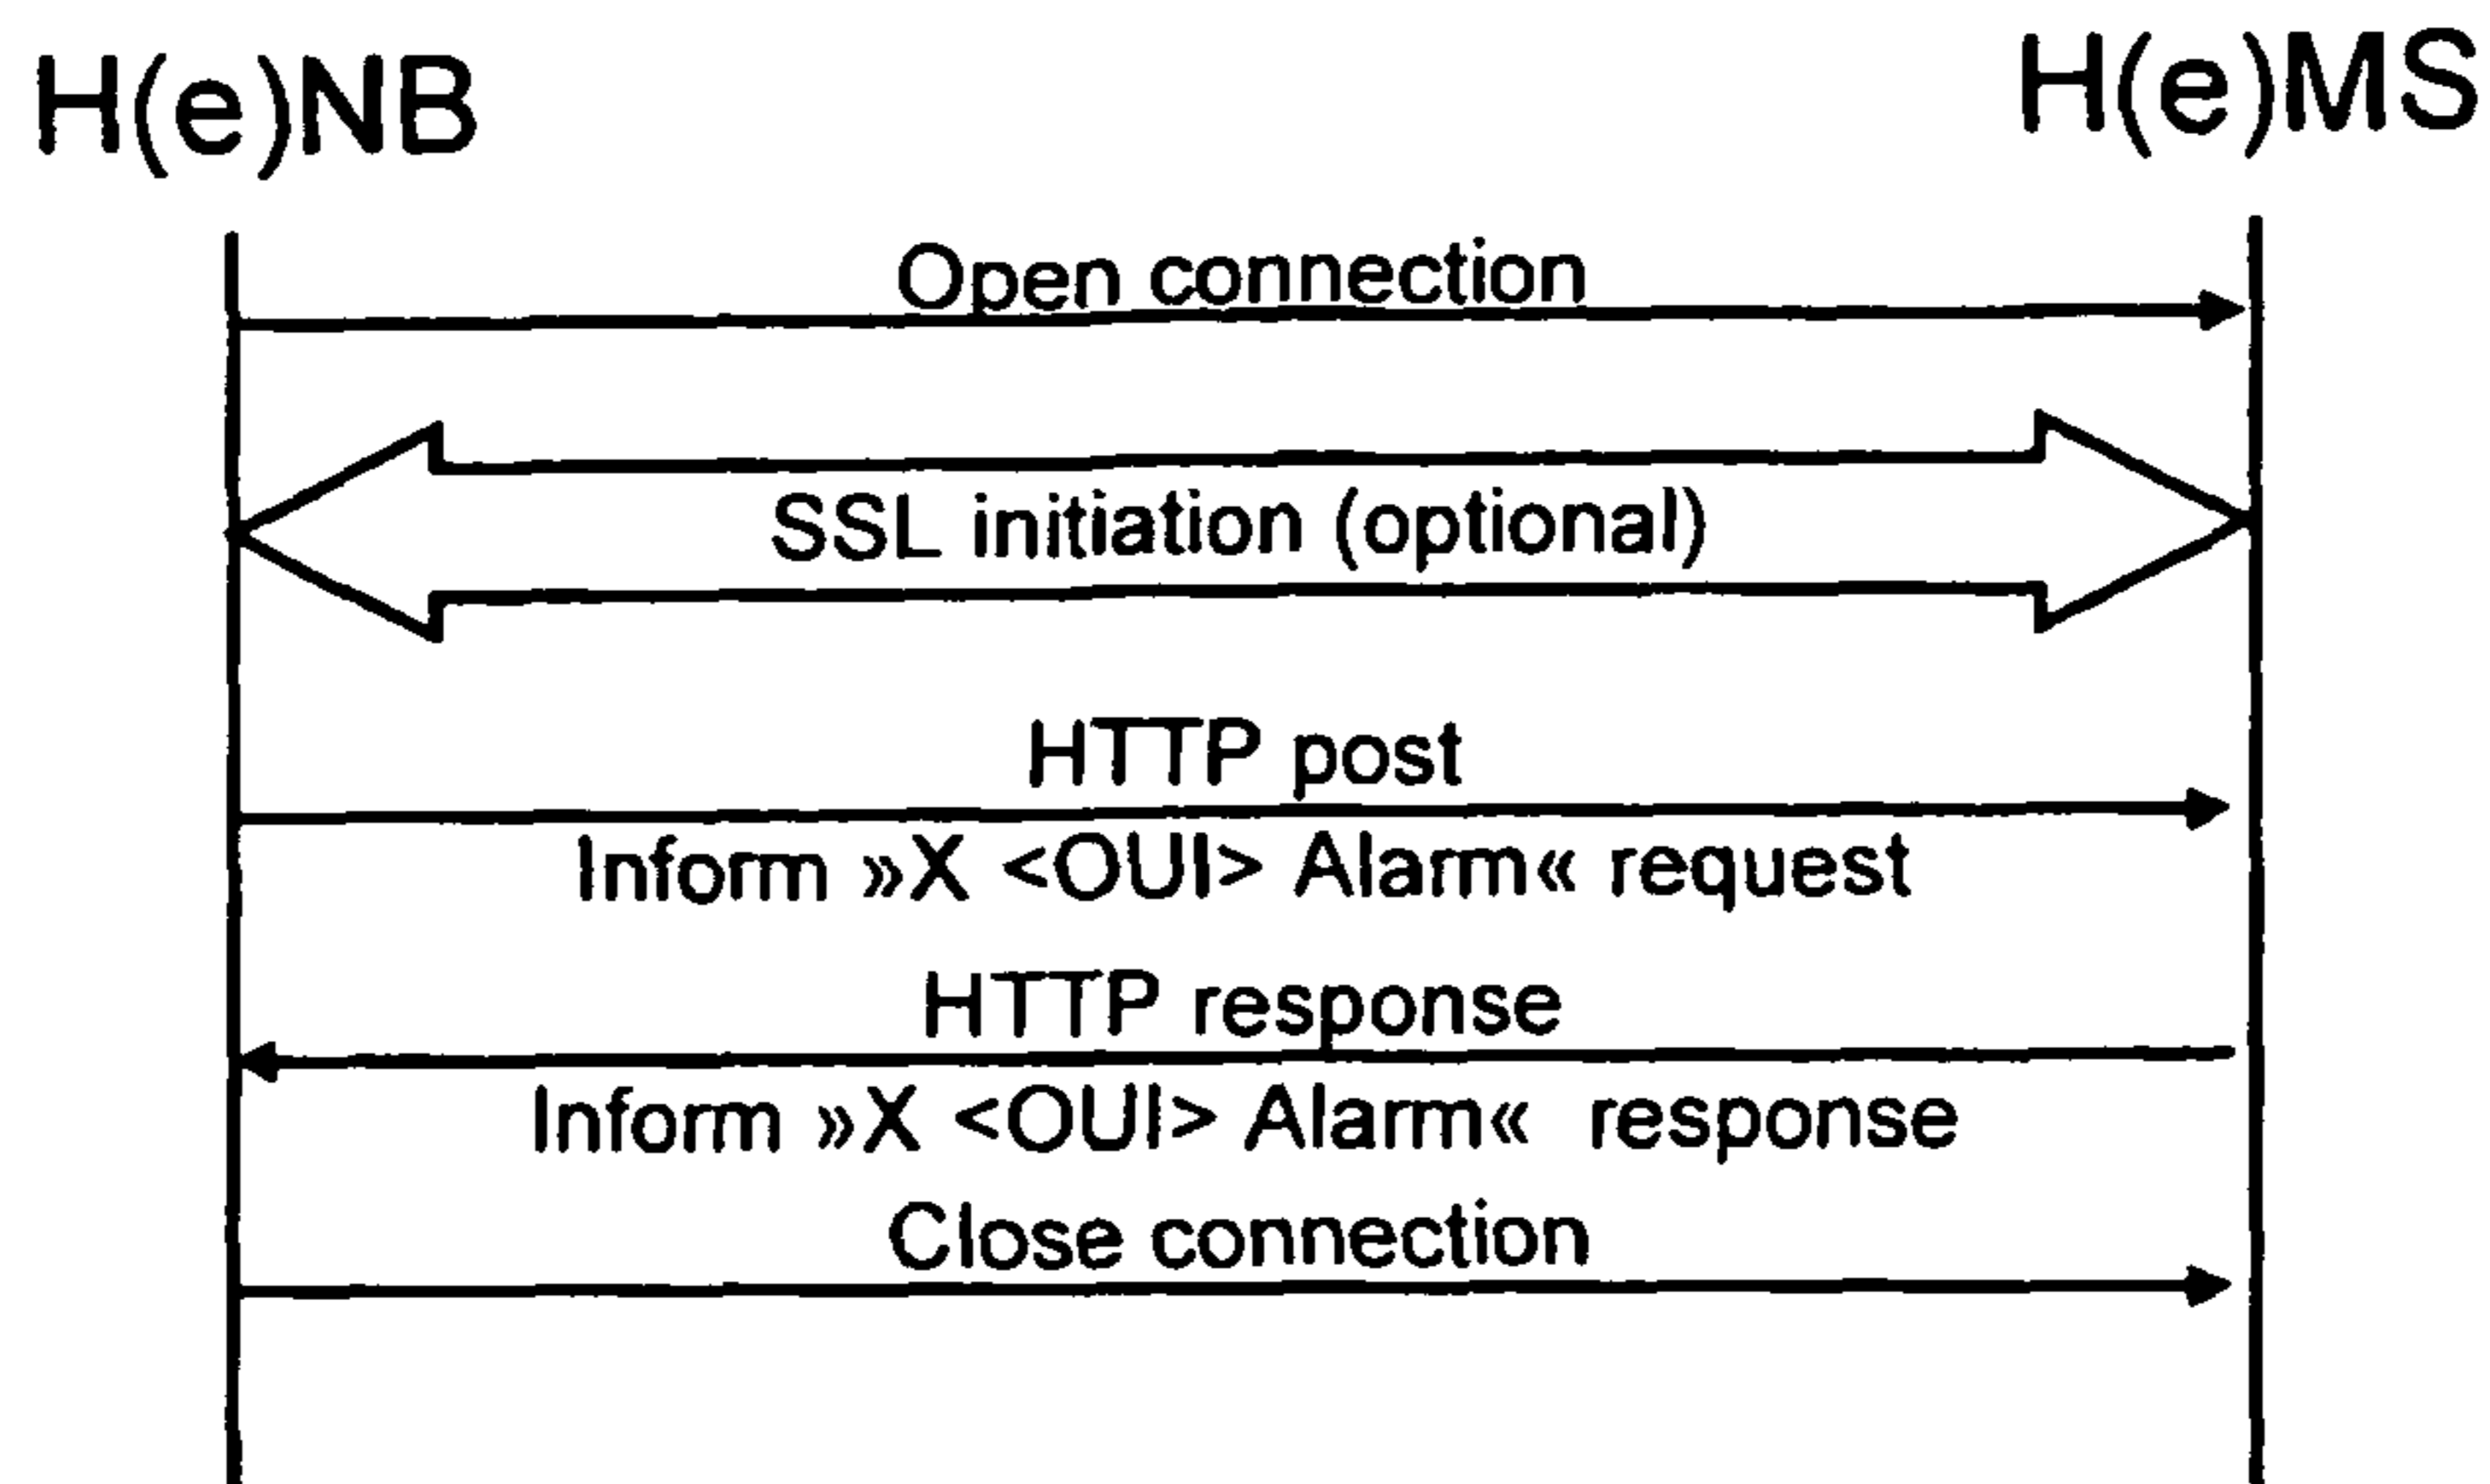 H(e)NB
H(e)MS
Open connection
SSL initiation (optional)
HTTP post
Inform »X <OUI> Alarm« request
HTTP response
Inform »X <OUI> Alarm« response
Close connection